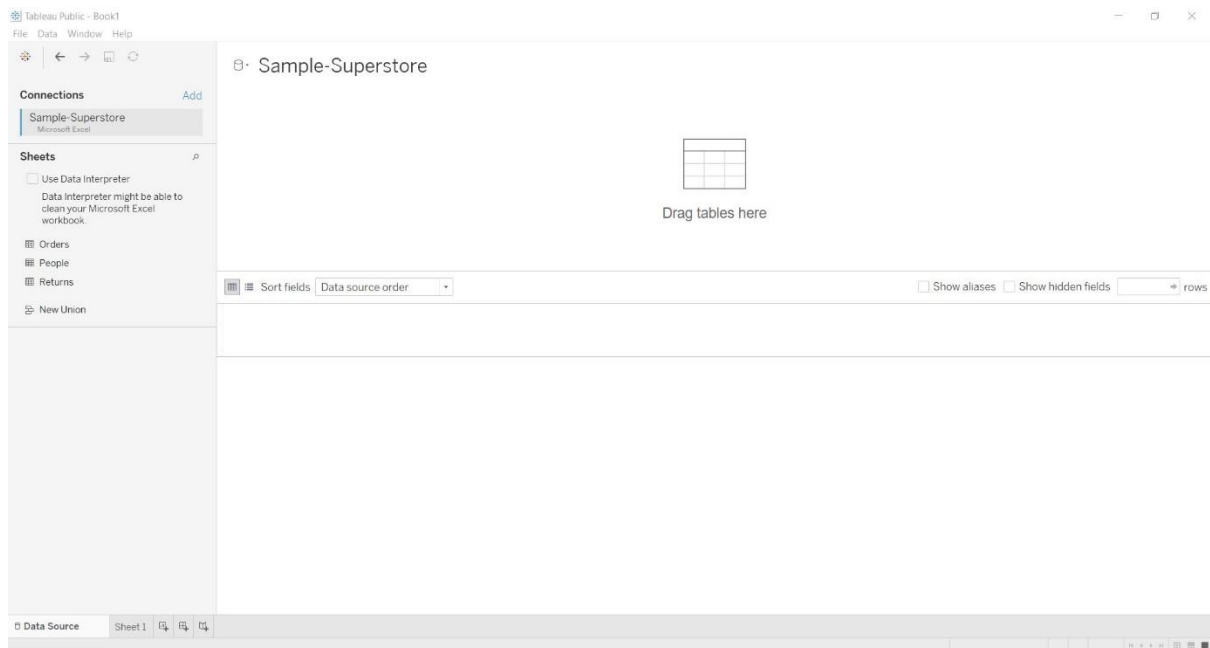 Tableau Public - Book1
File Data Window Help
Sample-Superstore
Connections Add
Sample-Superstore
Microsoft Excel
Sheets
Use Data Interpreter
Data Interpreter might be able to
clean your Microsoft Excel
workbook.
Orders
People
Returns
New Union
Drag tables here
Sort fields Data source order
Show aliases Show hidden fields rows
Data Source Sheet 1